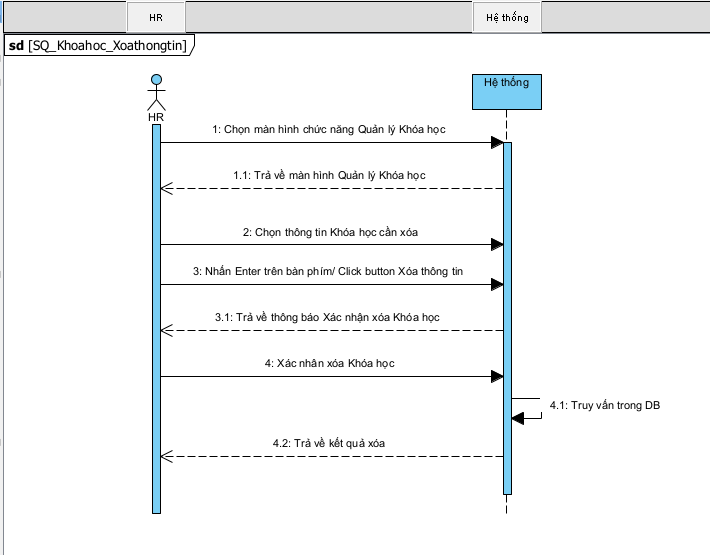 HR
Hệ thống
sd [SQ_Khoahoc_Xoathongtin]
Hệ thống
HR
1: Chọn màn hình chức năng Quản lý Khóa học
1.1: Trả về màn hình Quản lý Khóa học
2: Chọn thông tin Khóa học cần xóa
3: Nhấn Enter trên bàn phím/ Click button Xóa thông tin
3.1: Trả về thông báo Xác nhận xóa Khóa học
4: Xác nhân xóa Khóa học
4.1: Truy vấn trong DB
4.2: Trả về kết quả xóa